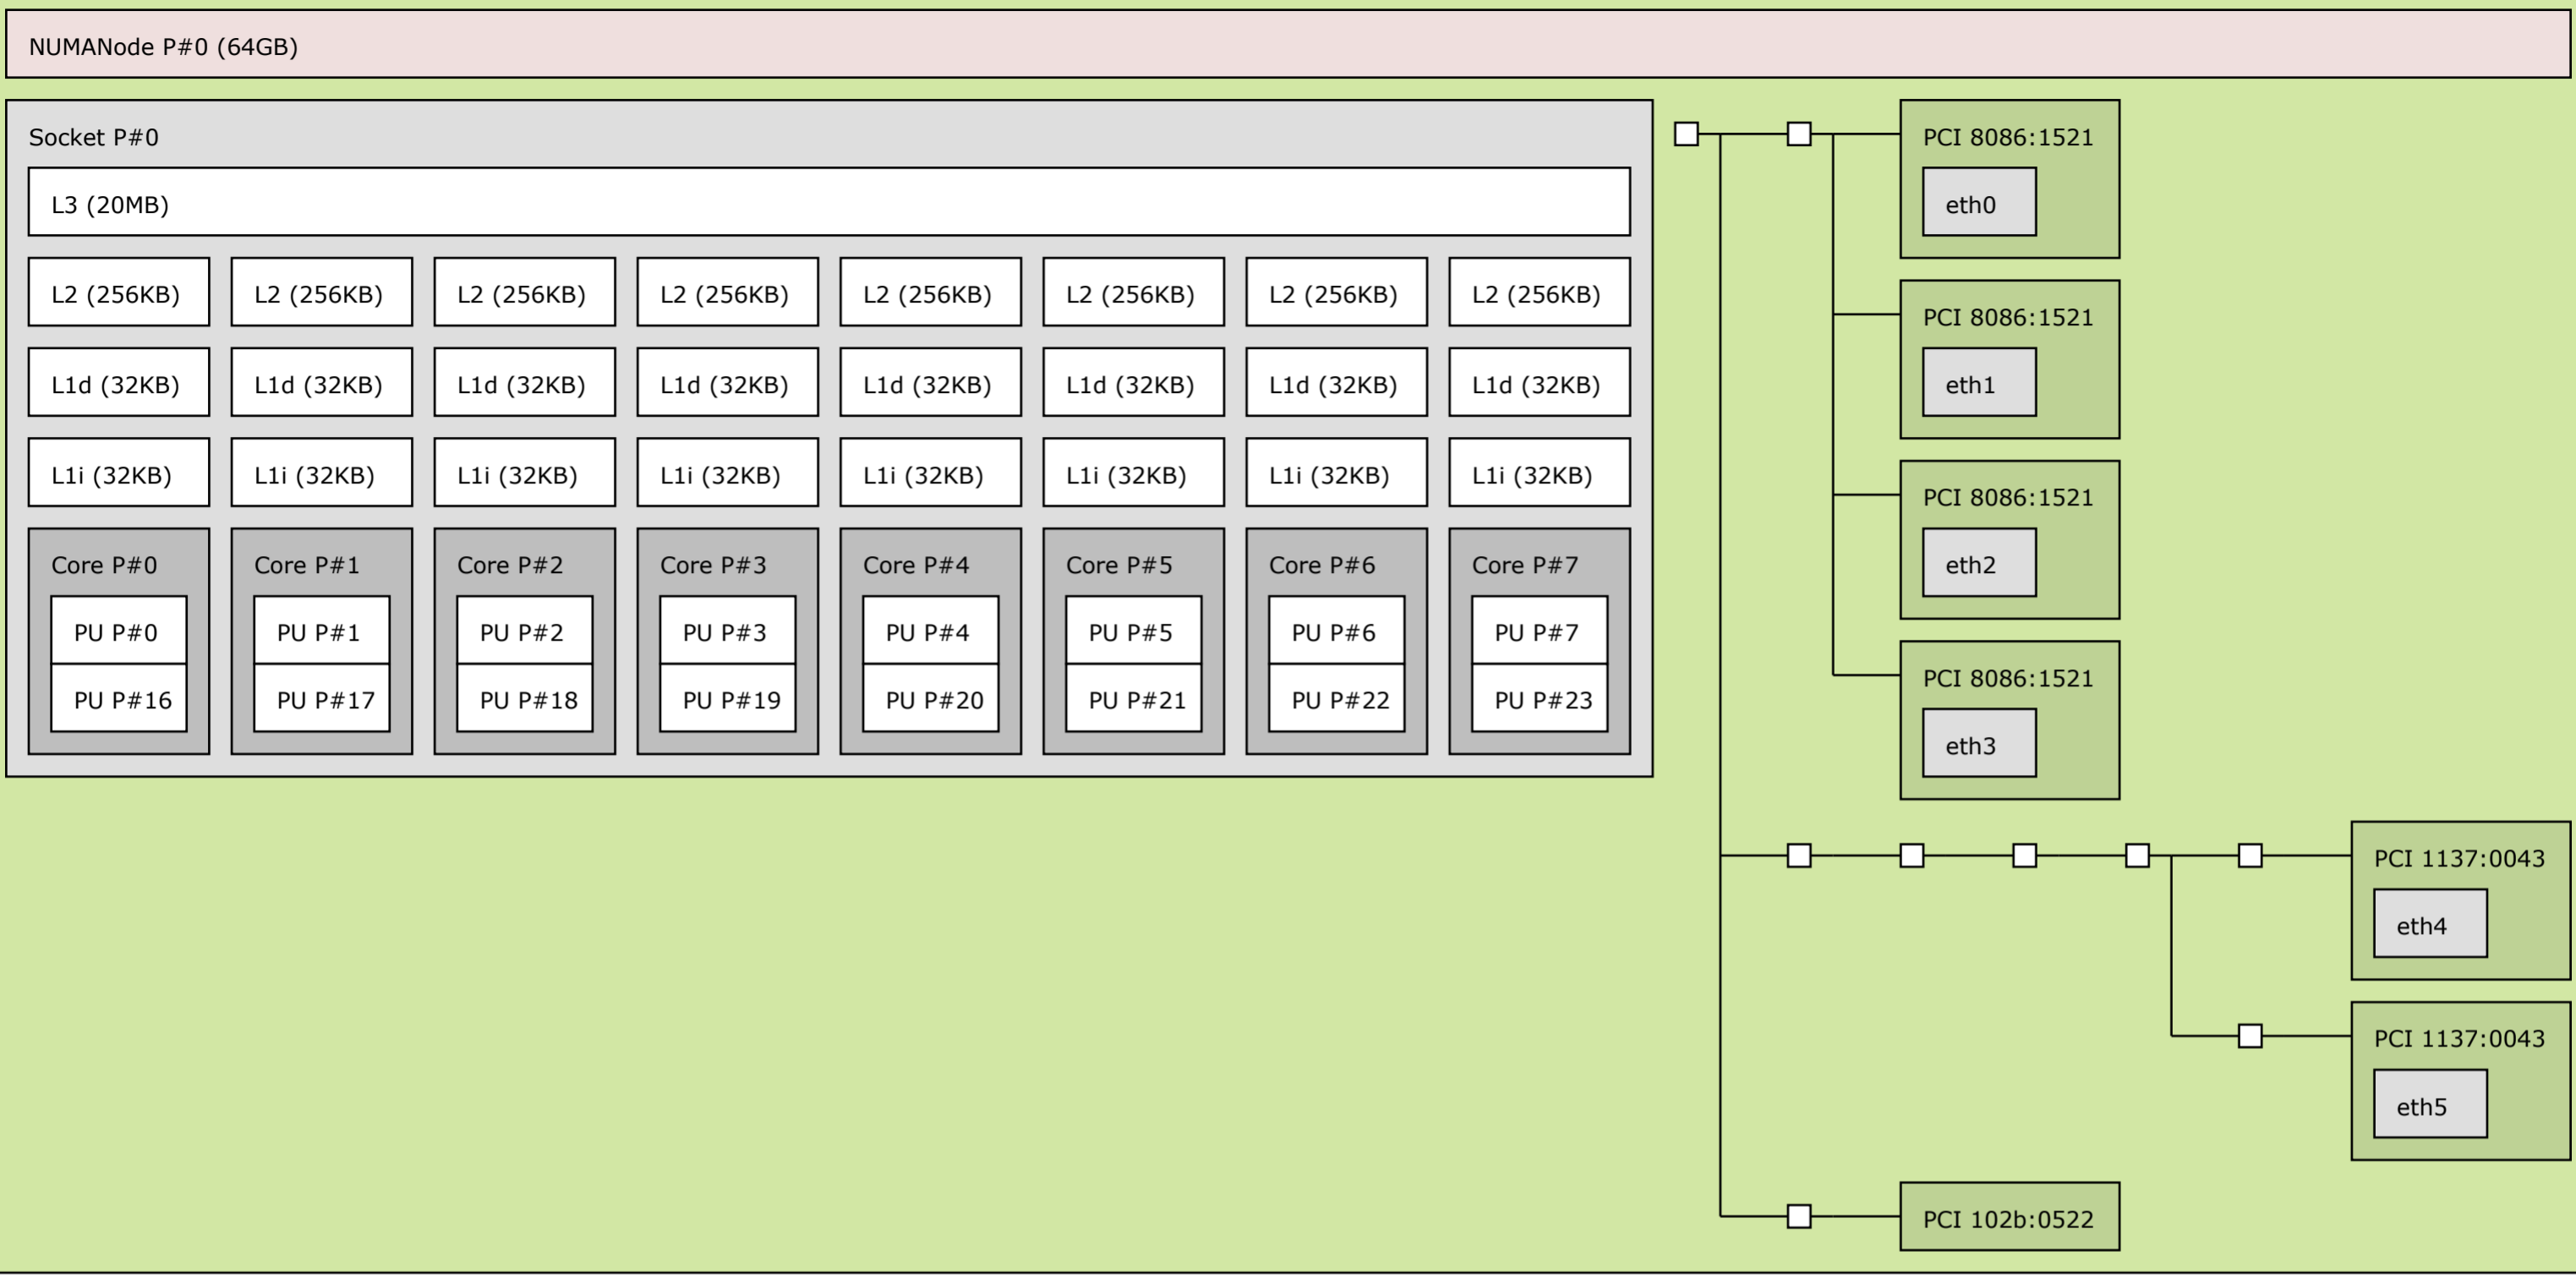 NUMANode P#0 (64GB)
Socket P#0
L3 (20MB)
L2 (256KB) L2 (256KB) L2 (256KB) L2 (256KB) L2 (256KB) L2 (256KB) L2 (256KB) L2 (256KB)
L1d (32KB) L1d (32KB) L1d (32KB) L1d (32KB) L1d (32KB) L1d (32KB) L1d (32KB) L1d (32KB)
L1i (32KB) L1i (32KB) L1i (32KB) L1i (32KB) L1i (32KB) L1i (32KB) L1i (32KB) L1i (32KB)
Core P#0 Core P#1 Core P#2 Core P#3 Core P#4 Core P#5 Core P#6 Core P#7
PU P#0 PU P#1 PU P#2 PU P#3 PU P#4 PU P#5 PU P#6 PU P#7
PU P#16 PU P#17 PU P#18 PU P#19 PU P#20 PU P#21 PU P#22 PU P#23
PCI 8086:1521
eth0
PCI 8086:1521
eth1
PCI 8086:1521
eth2
PCI 8086:1521
eth3
PCI 1137:0043
eth4
PCI 1137:0043
eth5
PCI 102b:0522